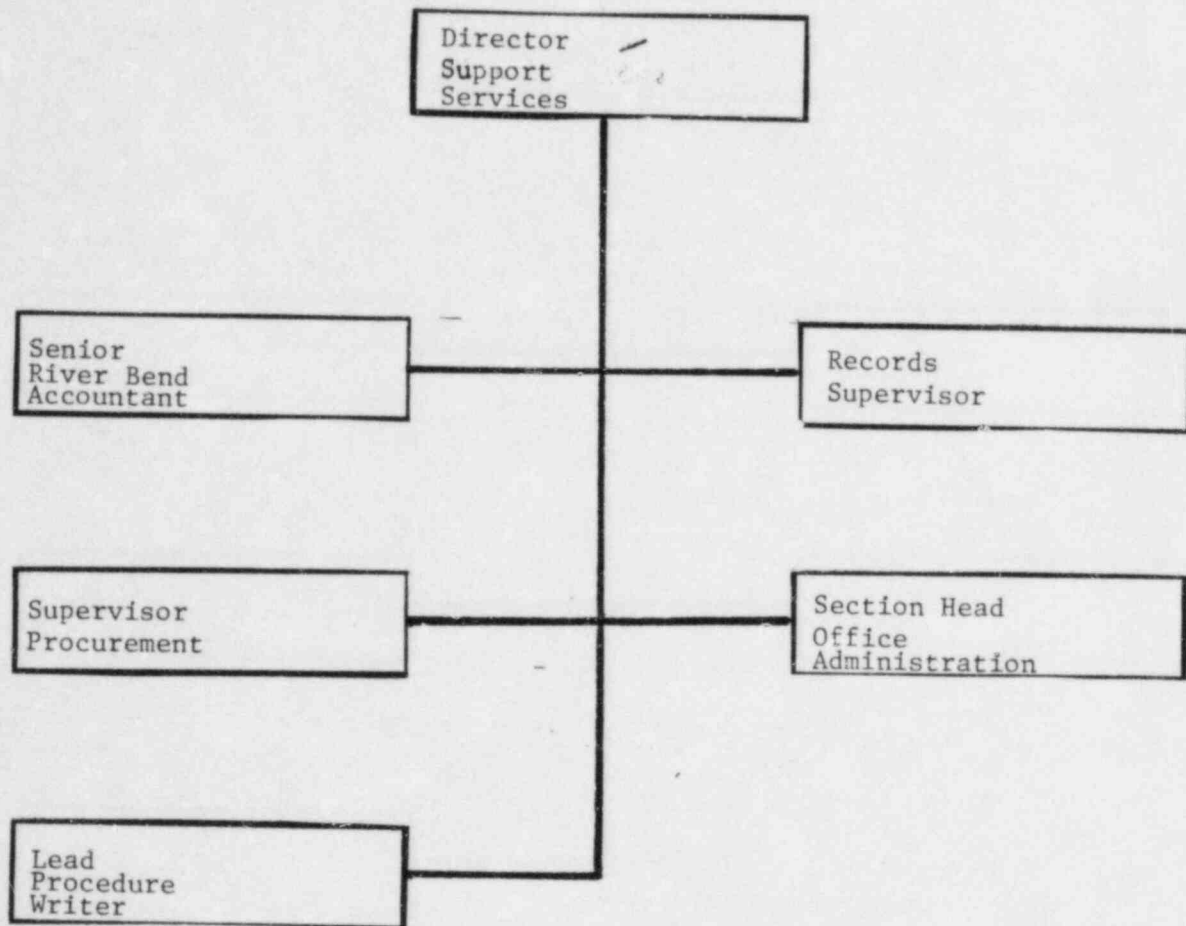 Director
Support
Services
Senior
River Bend
Accountant
Records
Supervisor
Supervisor
Procurement
Section Head
Office
Administration
Lead
Procedure
Writer